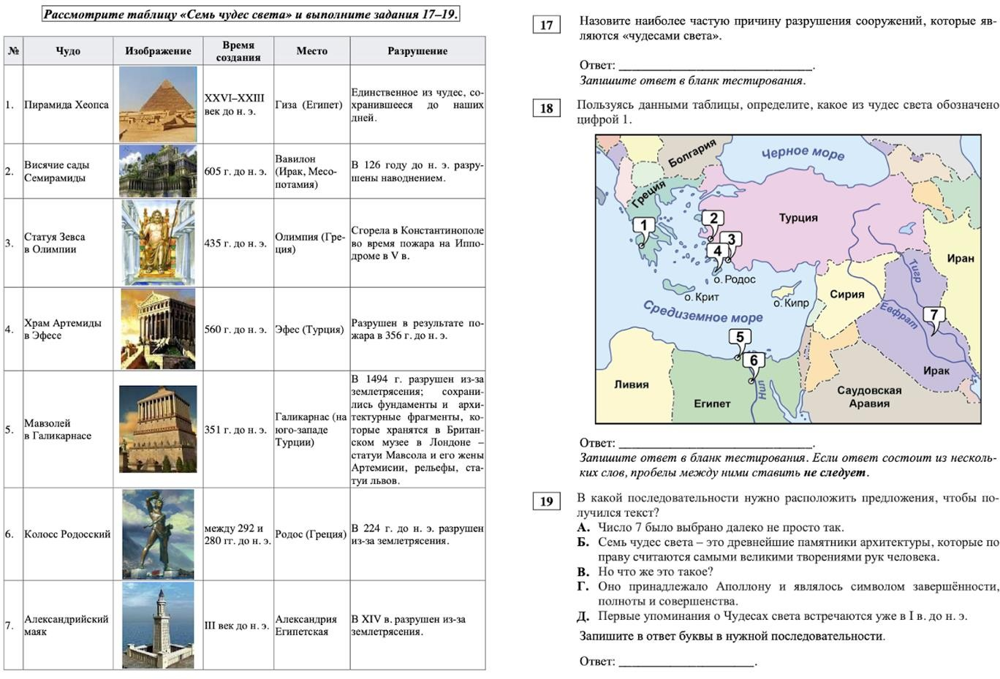 Рассмотрите таблицу «Семь чудес света» и выполните задания 17–19.
№ Чудо Изображение Время создания Место Разрушение
1. Пирамида Хеопса XXVI–XXIII век до н. э. Гиза (Египет) Единственное из чудес, сохранившееся до наших дней.
2. Висячие сады Семирамиды 605 г. до н. э. Вавилон (Ирак, Месопотамия) В 126 году до н. э. разрушены наводнением.
3. Статуя Зевса в Олимпии 435 г. до н. э. Олимпия (Греция) Сгорела в Константинополе во время пожара на Ипподроме в V в.
4. Храм Артемиды в Эфесе 560 г. до н. э. Эфес (Турция) Разрушен в результате пожара в 356 г. до н. э.
5. Мавзолей в Галикарнасе 351 г. до н. э. Галикарнас (на юго-западе Турции) В 1494 г. разрушен из-за землетрясения; сохранились фундаменты и архитектурные фрагменты, которые хранятся в Британском музее в Лондоне – статуи Мавсола и его жены Артемисии, рельефы, статуи львов.
6. Колосс Родосский между 292 и 280 гг. до н. э. Родос (Греция) В 224 г. до н. э. разрушен из-за землетрясения.
7. Александрийский маяк III век до н. э. Александрия Египетская В XIV в. разрушен из-за землетрясения.
17 Назовите наиболее частую причину разрушения сооружений, которые яв-
ляются «чудесами света».
Ответ: ______________________________.
Запишите ответ в бланк тестирования.
18 Пользуясь данными таблицы, определите, какое из чудес света обозначено
цифрой 1.
Болгария
Черное море
Греция
Турция
1
2
3
4
Иран
Тигр
о. Родос
о. Крит
о. Кипр
Сирия
Средиземное море
Евфрат
7
5
6
Ирак
Ливия
Египет
Нил
Саудовская
Аравия
Ответ: ______________________________.
Запишите ответ в бланк тестирования. Если ответ состоит из несколь-
ких слов, пробелы между ними ставить не следует.
19 В какой последовательности нужно расположить предложения, чтобы по-
лучился текст?
А. Число 7 было выбрано далеко не просто так.
Б. Семь чудес света – это древнейшие памятники архитектуры, которые по
праву считаются самыми великими творениями рук человека.
В. Но что же это такое?
Г. Оно принадлежало Аполлону и являлось символом завершённости,
полноты и совершенства.
Д. Первые упоминания о Чудесах света встречаются уже в I в. до н. э.
Запишите в ответ буквы в нужной последовательности.
Ответ: _____________________.